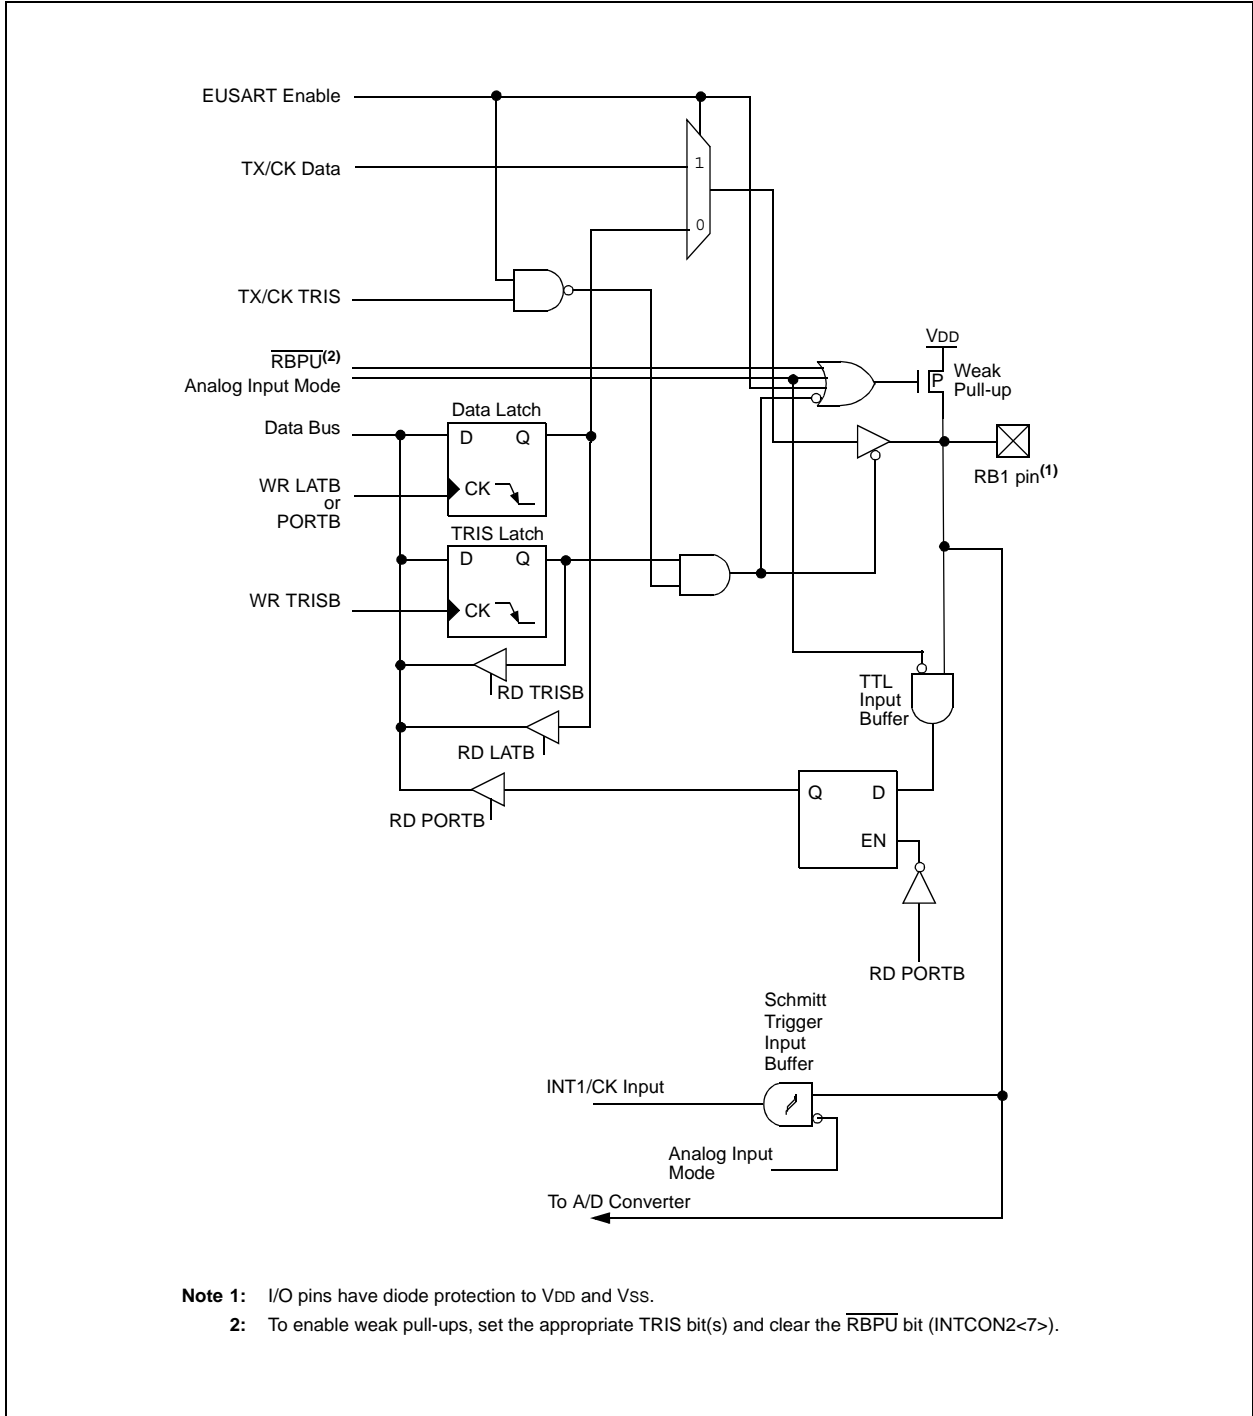 EUSART Enable
TX/CK Data
1
0
TX/CK TRIS
VDD
RBPU(2)
Analog Input Mode
P
Weak
Pull-up
Data Bus
Data Latch
D Q
CK
WR LATB
or
PORTB
RB1 pin(1)
TRIS Latch
D Q
CK
WR TRISB
RD TRISB
TTL
Input
Buffer
RD LATB
Q D
EN
RD PORTB
RD PORTB
Schmitt
Trigger
Input
Buffer
INT1/CK Input
Analog Input
Mode
To A/D Converter
Note 1: I/O pins have diode protection to VDD and VSS.
2: To enable weak pull-ups, set the appropriate TRIS bit(s) and clear the RBPU bit (INTCON2<7>).